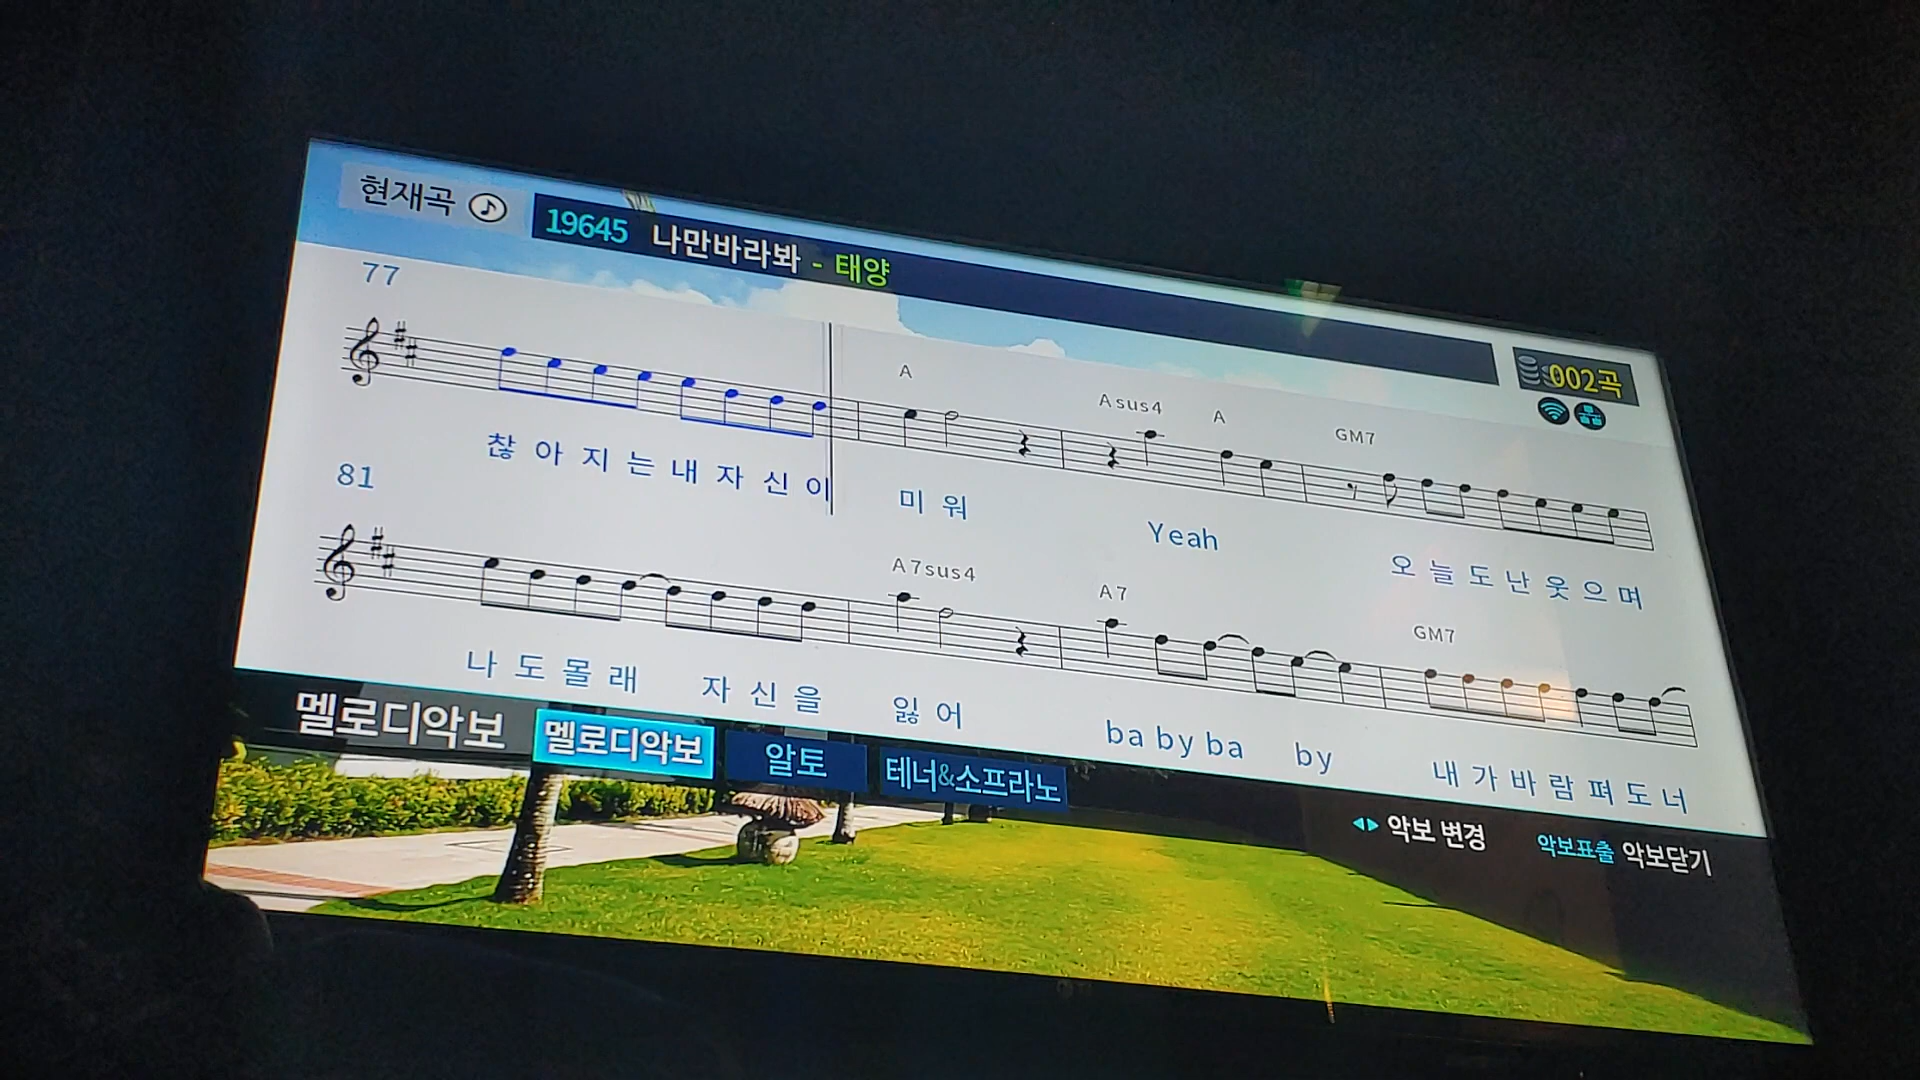 현재곡
19645 나만바라봐 - 태양
002곡
77
A Asus4 A GM7
찮아지는내자신이 미워 Yeah 오늘도난웃으며
81
A7sus4 A7 GM7
나도몰래 자신을 잃어 ba by ba by 내가바람펴도너
멜로디악보 멜로디악보 알토 테너&소프라노
악보 변경 악보표출 악보닫기